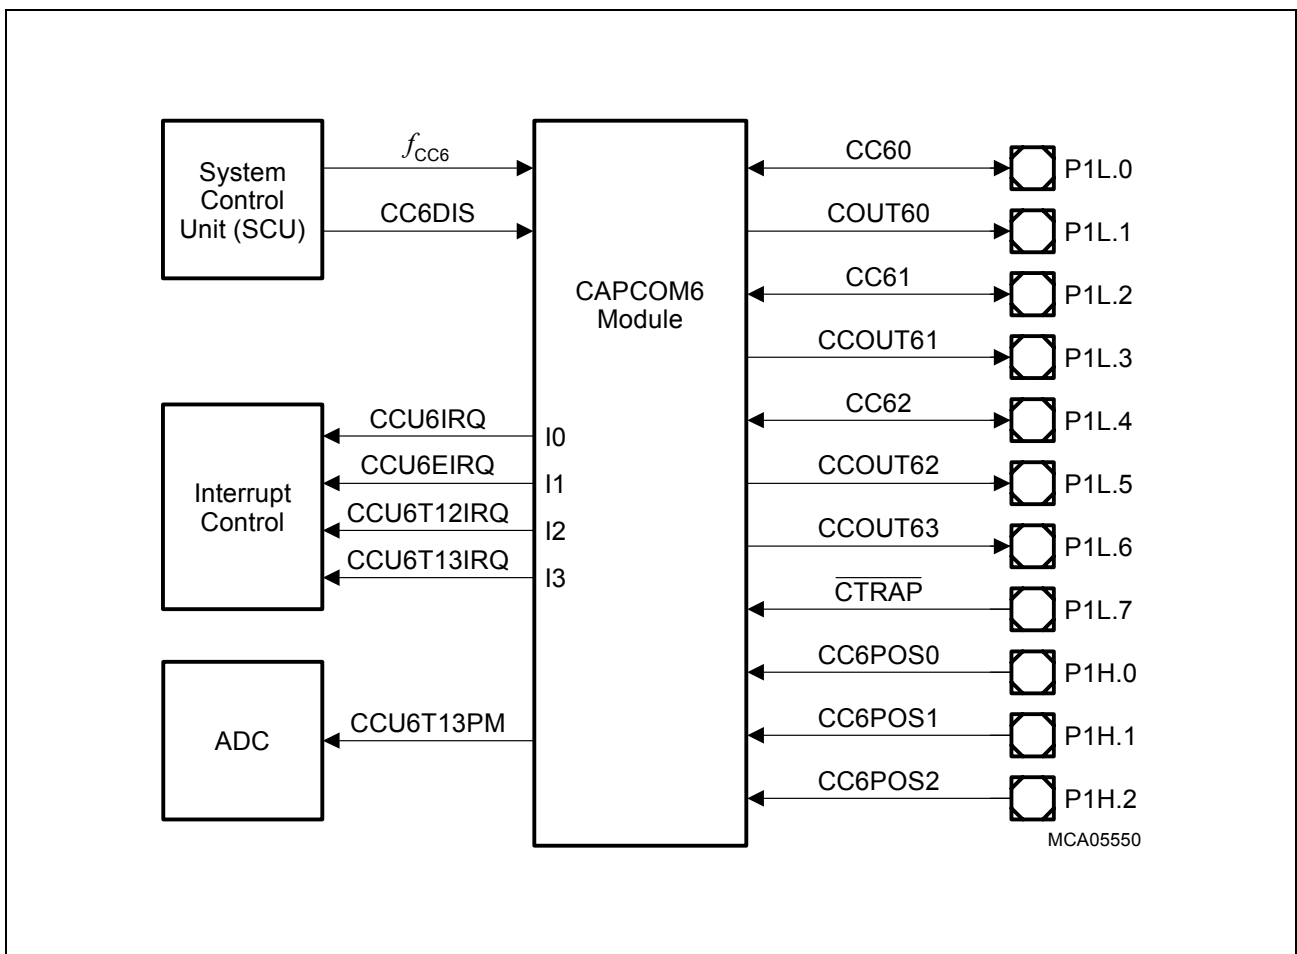 System
Control
Unit (SCU)
fCC6
CC6DIS
CAPCOM6
Module
Interrupt
Control
CCU6IRQ
I0
CCU6EIRQ
I1
CCU6T12IRQ
I2
CCU6T13IRQ
I3
ADC
CCU6T13PM
CC60
P1L.0
COUT60
P1L.1
CC61
P1L.2
CCOUT61
P1L.3
CC62
P1L.4
CCOUT62
P1L.5
CCOUT63
P1L.6
CTRAP
P1L.7
CC6POS0
P1H.0
CC6POS1
P1H.1
CC6POS2
P1H.2
MCA05550